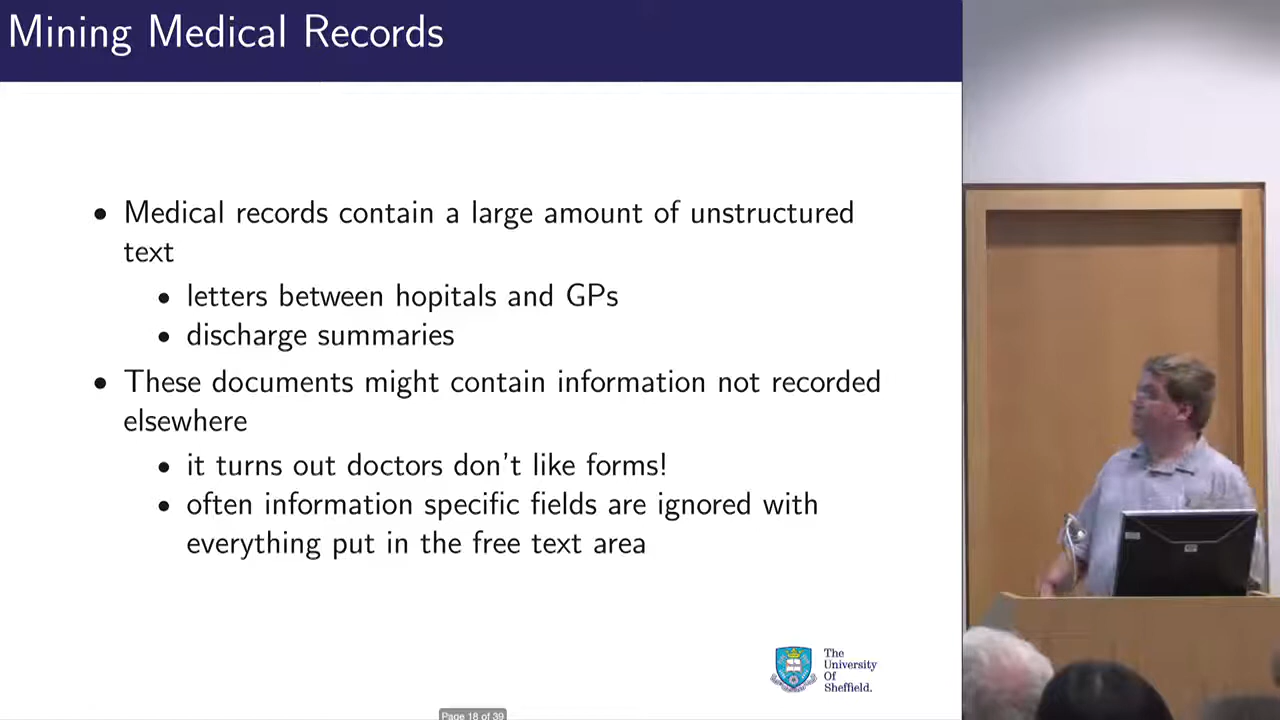 Mining Medical Records
• Medical records contain a large amount of unstructured
text
• letters between hopitals and GPs
• discharge summaries
• These documents might contain information not recorded
elsewhere
• it turns out doctors don't like forms!
• often information specific fields are ignored with
everything put in the free text area
The
University
Of
Sheffield.
Page 18 of 39